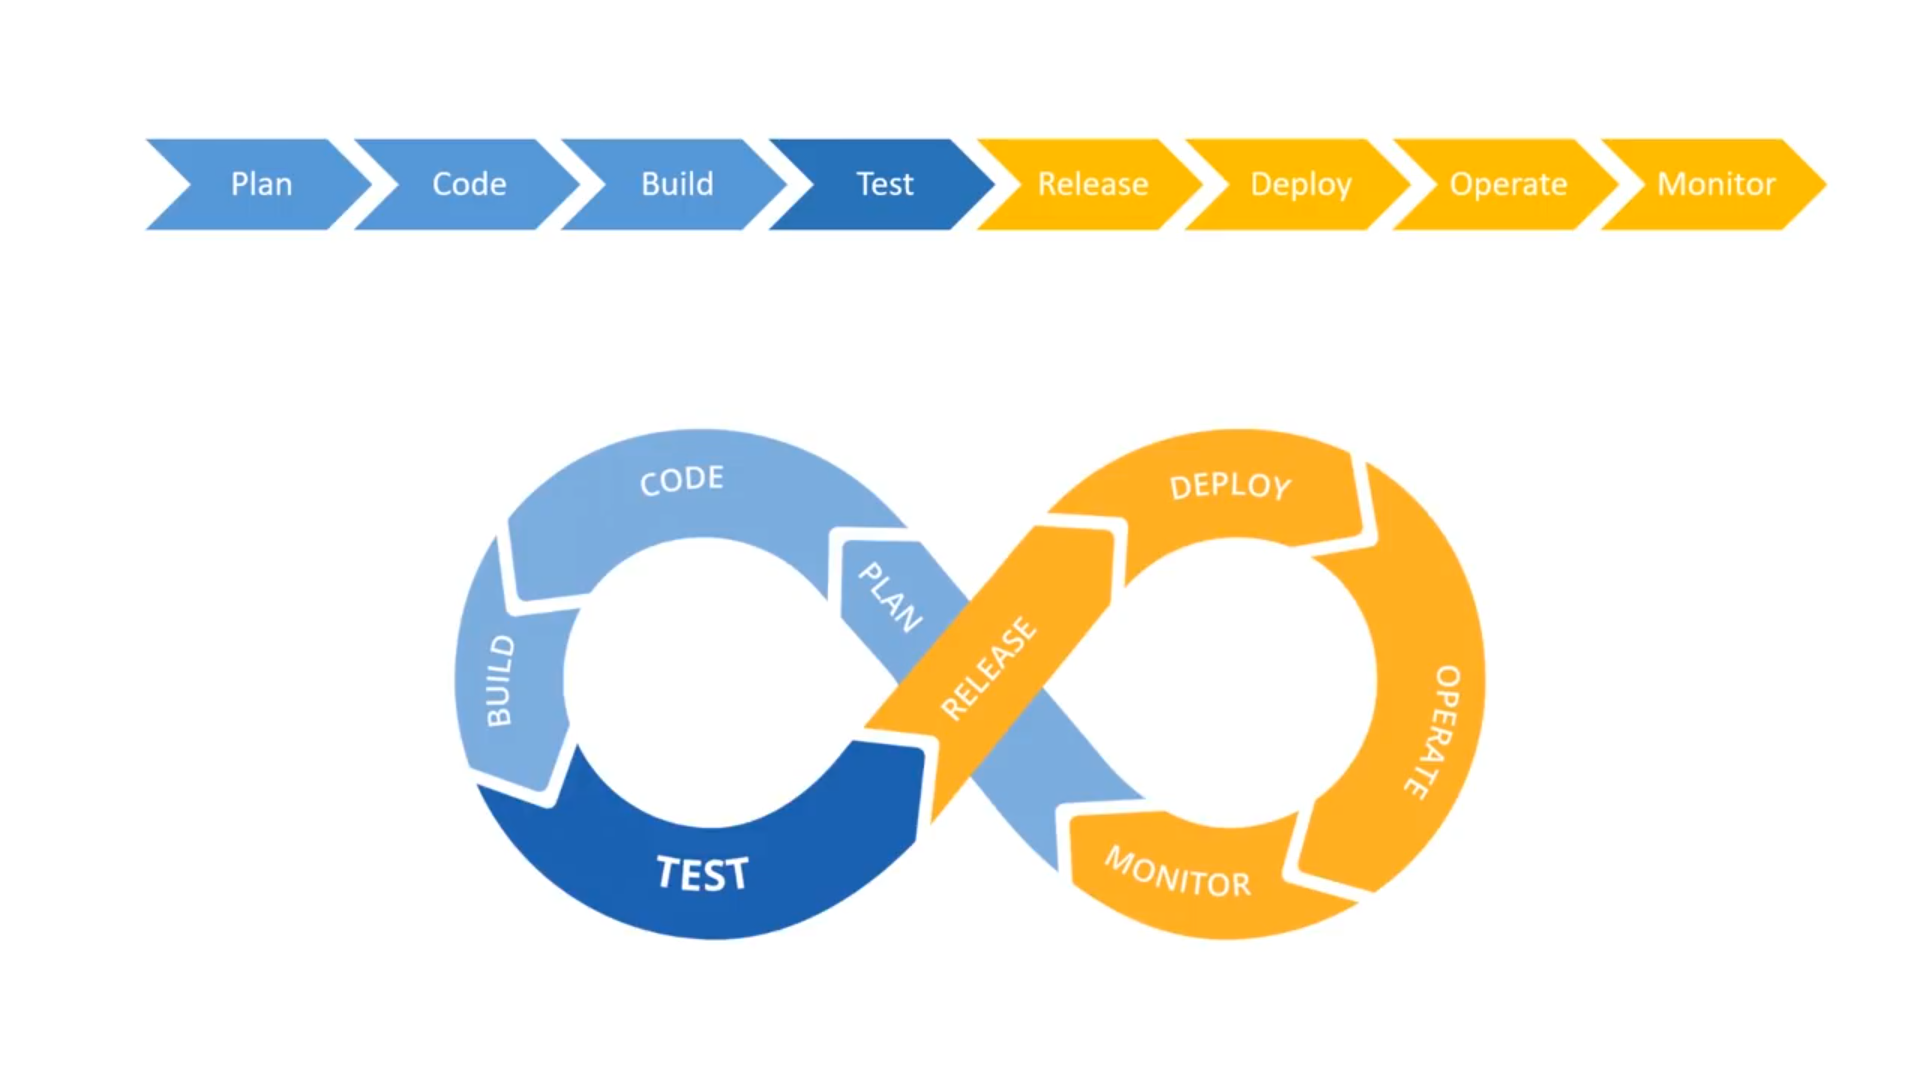 Plan Code Build Test Release Deploy Operate Monitor
CODE
DEPLOY
PLAN
BUILD
RELEASE
OPERATE
TEST
MONITOR